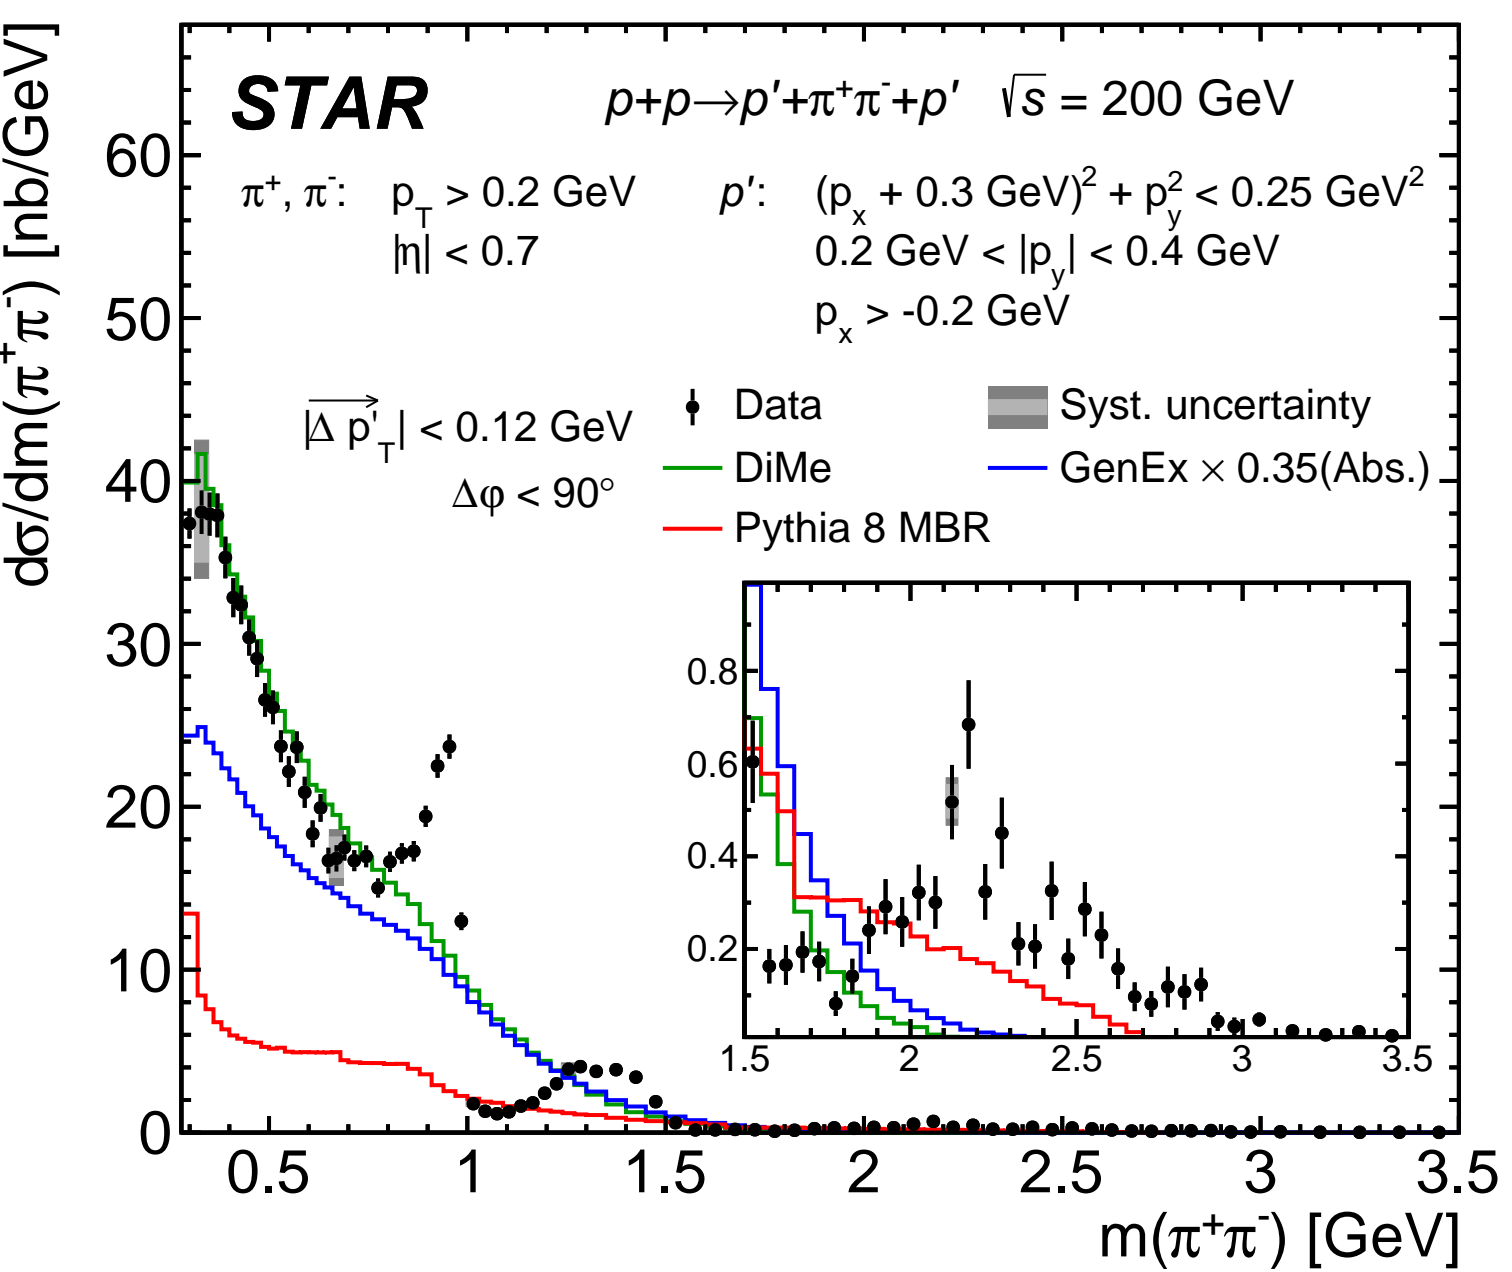 dσ/dm(π⁺π⁻) [nb/GeV]
STAR
p+p→p′+π⁺π⁻+p′ √s = 200 GeV
π⁺, π⁻: p_T > 0.2 GeV
|η| < 0.7
p′: (p_x + 0.3 GeV)² + p_y² < 0.25 GeV²
0.2 GeV < |p_y| < 0.4 GeV
p_x > -0.2 GeV
|Δ p⃗'_T| < 0.12 GeV
Δφ < 90°
Data
Syst. uncertainty
DiMe
GenEx × 0.35(Abs.)
Pythia 8 MBR
60
50
40
30
20
10
0
0.8
0.6
0.4
0.2
1.5 2 2.5 3 3.5
0.5 1 1.5 2 2.5 3 3.5
m(π⁺π⁻) [GeV]